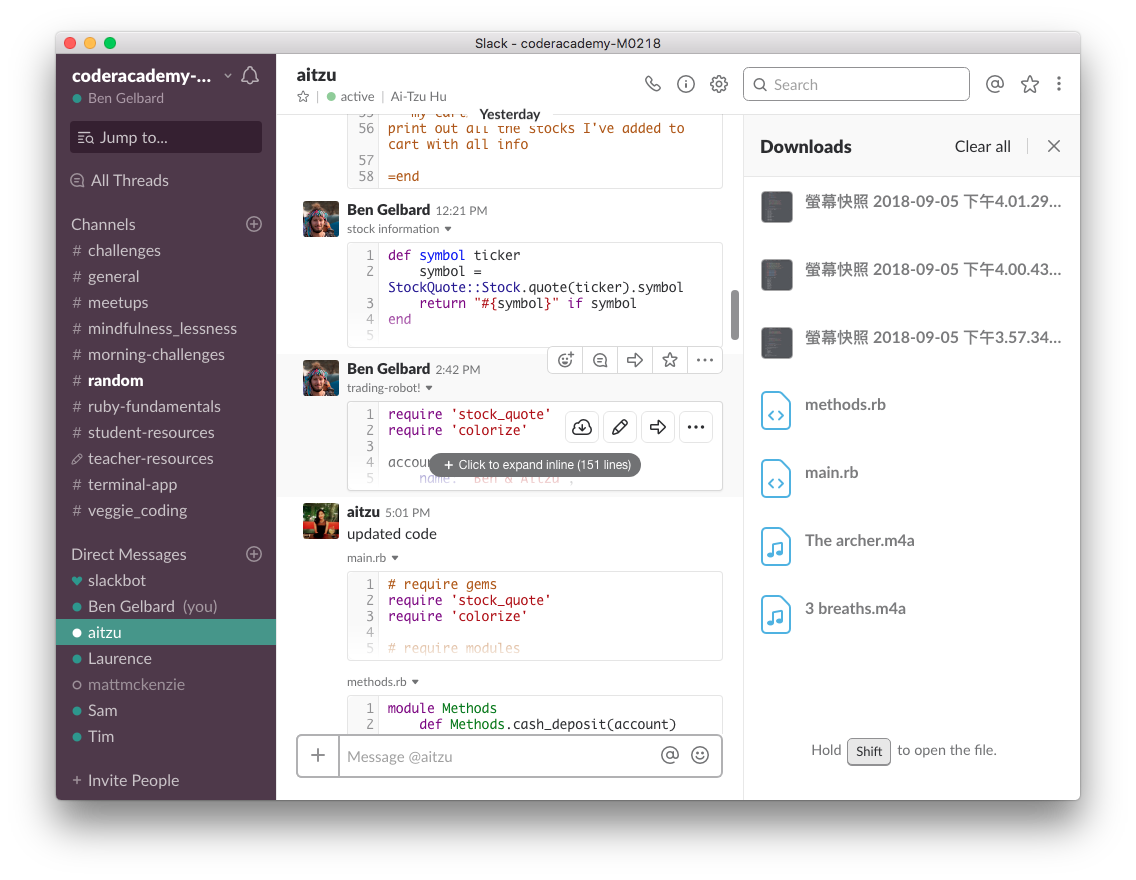 Slack - coderacademy-M0218
coderacademy-...
Ben Gelbard
Jump to...
All Threads
Channels
# challenges
# general
# meetups
# mindfulness_lessness
# morning-challenges
# random
# ruby-fundamentals
# student-resources
teacher-resources
# terminal-app
# veggie_coding
Direct Messages
slackbot
Ben Gelbard (you)
aitzu
Laurence
mattmckenzie
Sam
Tim
+ Invite People
aitzu
active | Ai-Tzu Hu
Search
Yesterday
56 print out all the stocks I've added to
cart with all info
57
58 =end
Ben Gelbard 12:21 PM
stock information
1 def symbol ticker
2 symbol =
StockQuote::Stock.quote(ticker).symbol
3 return "#{symbol}" if symbol
4 end
5
Ben Gelbard 2:42 PM
trading-robot!
1 require 'stock_quote'
2 require 'colorize'
3
4 accou
+ Click to expand inline (151 lines)
5 name: "Ben & Aitzu",
aitzu 5:01 PM
updated code
main.rb
1 # require gems
2 require 'stock_quote'
3 require 'colorize'
4
5 # require modules
methods.rb
1 module Methods
2 def Methods.cash_deposit(account)
Message @aitzu
Downloads
Clear all
螢幕快照 2018-09-05 下午4.01.29...
螢幕快照 2018-09-05 下午4.00.43...
螢幕快照 2018-09-05 下午3.57.34...
methods.rb
main.rb
The archer.m4a
3 breaths.m4a
Hold Shift to open the file.